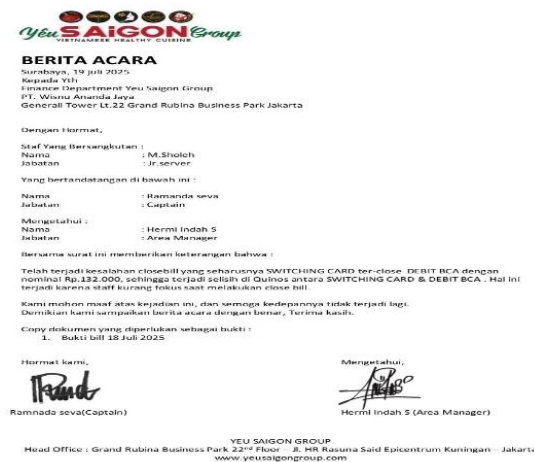 Yêu SAiGON Group
VIETNAMESE HEALTHY CUISINE
BERITA ACARA
Surabaya, 19 juli 2025
Kepada Yth
Finance Department Yeu Saigon Group
PT. Wisnu Ananda Jaya
Generali Tower Lt.22 Grand Rubina Business Park Jakarta
Dengan Hormat,
Staf Yang Bersangkutan :
Nama : M.Sholeh
Jabatan : Jr.server
Yang bertandatangan di bawah ini :
Nama : Ramanda seva
Jabatan : Captain
Mengetahui :
Nama : Hermi Indah S
Jabatan : Area Manager
Bersama surat ini memberikan keterangan bahwa :
Telah terjadi kesalahan closebill yang seharusnya SWITCHING CARD ter-close DEBIT BCA dengan
nominal Rp.132.000, sehingga terjadi selisih di Quinos antara SWITCHING CARD & DEBIT BCA . Hal ini
terjadi karena staff kurang fokus saat melakukan close bill.
Kami mohon maaf atas kejadian ini, dan semoga kedepannya tidak terjadi lagi.
Demikian kami sampaikan berita acara dengan benar, Terima kasih.
Copy dokumen yang diperlukan sebagai bukti :
1. Bukti bill 18 Juli 2025
Hormat kami, Mengetahui,
Ramnada seva(Captain) Hermi Indah S (Area Manager)
YEU SAIGON GROUP
Head Office : Grand Rubina Business Park 22nd Floor – Jl. HR Rasuna Said Epicentrum Kuningan – Jakarta
www.yeusaigongroup.com